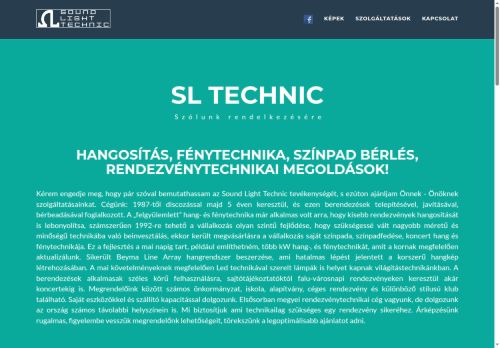 SOUND
LIGHT
TECHNIC
KÉPEK SZOLGÁLTATÁSOK KAPCSOLAT
SL TECHNIC
Szólunk rendelkezésére
HANGOSÍTÁS, FÉNYTECHNIKA, SZÍNPAD BÉRLÉS,
RENDEZVÉNYTECHNIKAI MEGOLDÁSOK!
Kérem engedje meg, hogy pár szóval bemutathassam az Sound Light Technic tevékenységét, s ezúton ajánljam Önnek - Önöknek
szolgáltatásainkat. Cégünk: 1987-től discozással majd 5 éven keresztül, és ezen berendezések telepítésével, javításával,
bérbeadásával foglalkozott. A „felgyülemlett” hang- és fénytechnika már alkalmas volt arra, hogy kisebb rendezvények hangosítását
is lebonyolítsa, számszerűen 1992-re tehető a vállalkozás olyan szintű fejlődése, hogy szükségessé vált nagyobb méretű és
minőségű technikába való beinvesztálás, ekkor került megvásárlásra a vállalkozás saját színpada, színpadfedése, koncert hang és
fénytechnikája. Ez a fejlesztés a mai napig tart, például említhetném, több kW hang-, és fénytechnikát, amit a kornak megfelelően
aktualizálunk. Sikerült Beyma Line Array hangrendszer beszerzése, ami hatalmas lépést jelentett a korszerű hangkép
létrehozásában. A mai követelményeknek megfelelően Led technikával szerelt lámpák is helyet kapnak világítástechnikánkban. A
berendezések alkalmasak széles körű felhasználásra, sajtótájékoztatóktól falu-városnapi rendezvényeken keresztül akár
koncertekig is. Megrendelőink között számos önkormányzat, iskola, alapítvány, céges rendezvény és különböző stílusú klub
található. Saját eszközökkel és szállító kapacitással dolgozunk. Elsősorban megyei rendezvénytechnikai cég vagyunk, de dolgozunk
az ország számos távolabbi helyszínein is. Mi biztosítjuk ami technikailag szükséges egy rendezvény sikeréhez. Árképzésünk
rugalmas, figyelembe vesszük megrendelőnk lehetőségeit, törekszünk a legoptimálisabb ajánlatot adni.